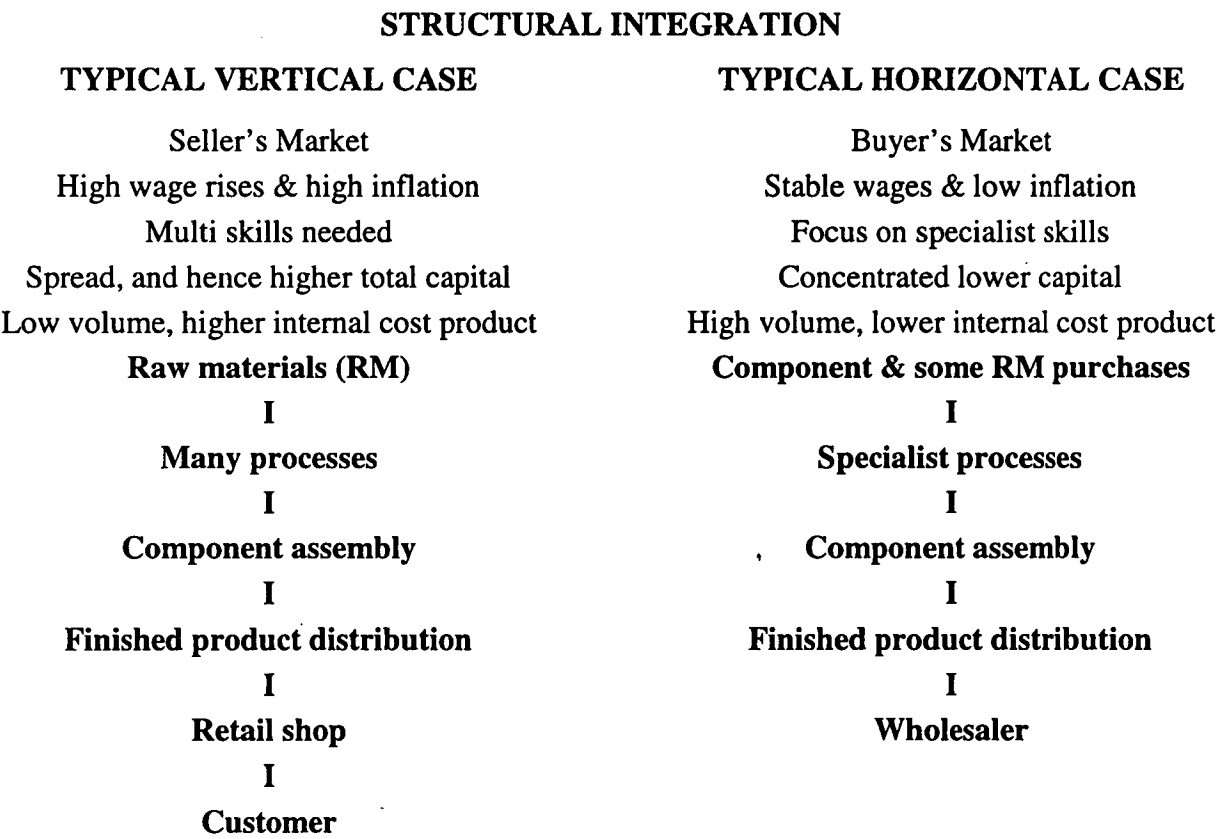 STRUCTURAL INTEGRATION
TYPICAL VERTICAL CASE
Seller's Market
High wage rises & high inflation
Multi skills needed
Spread, and hence higher total capital
Low volume, higher internal cost product
Raw materials (RM)
I
Many processes
I
Component assembly
I
Finished product distribution
I
Retail shop
I
Customer
TYPICAL HORIZONTAL CASE
Buyer's Market
Stable wages & low inflation
Focus on specialist skills
Concentrated lower capital
High volume, lower internal cost product
Component & some RM purchases
I
Specialist processes
I
Component assembly
I
Finished product distribution
I
Wholesaler